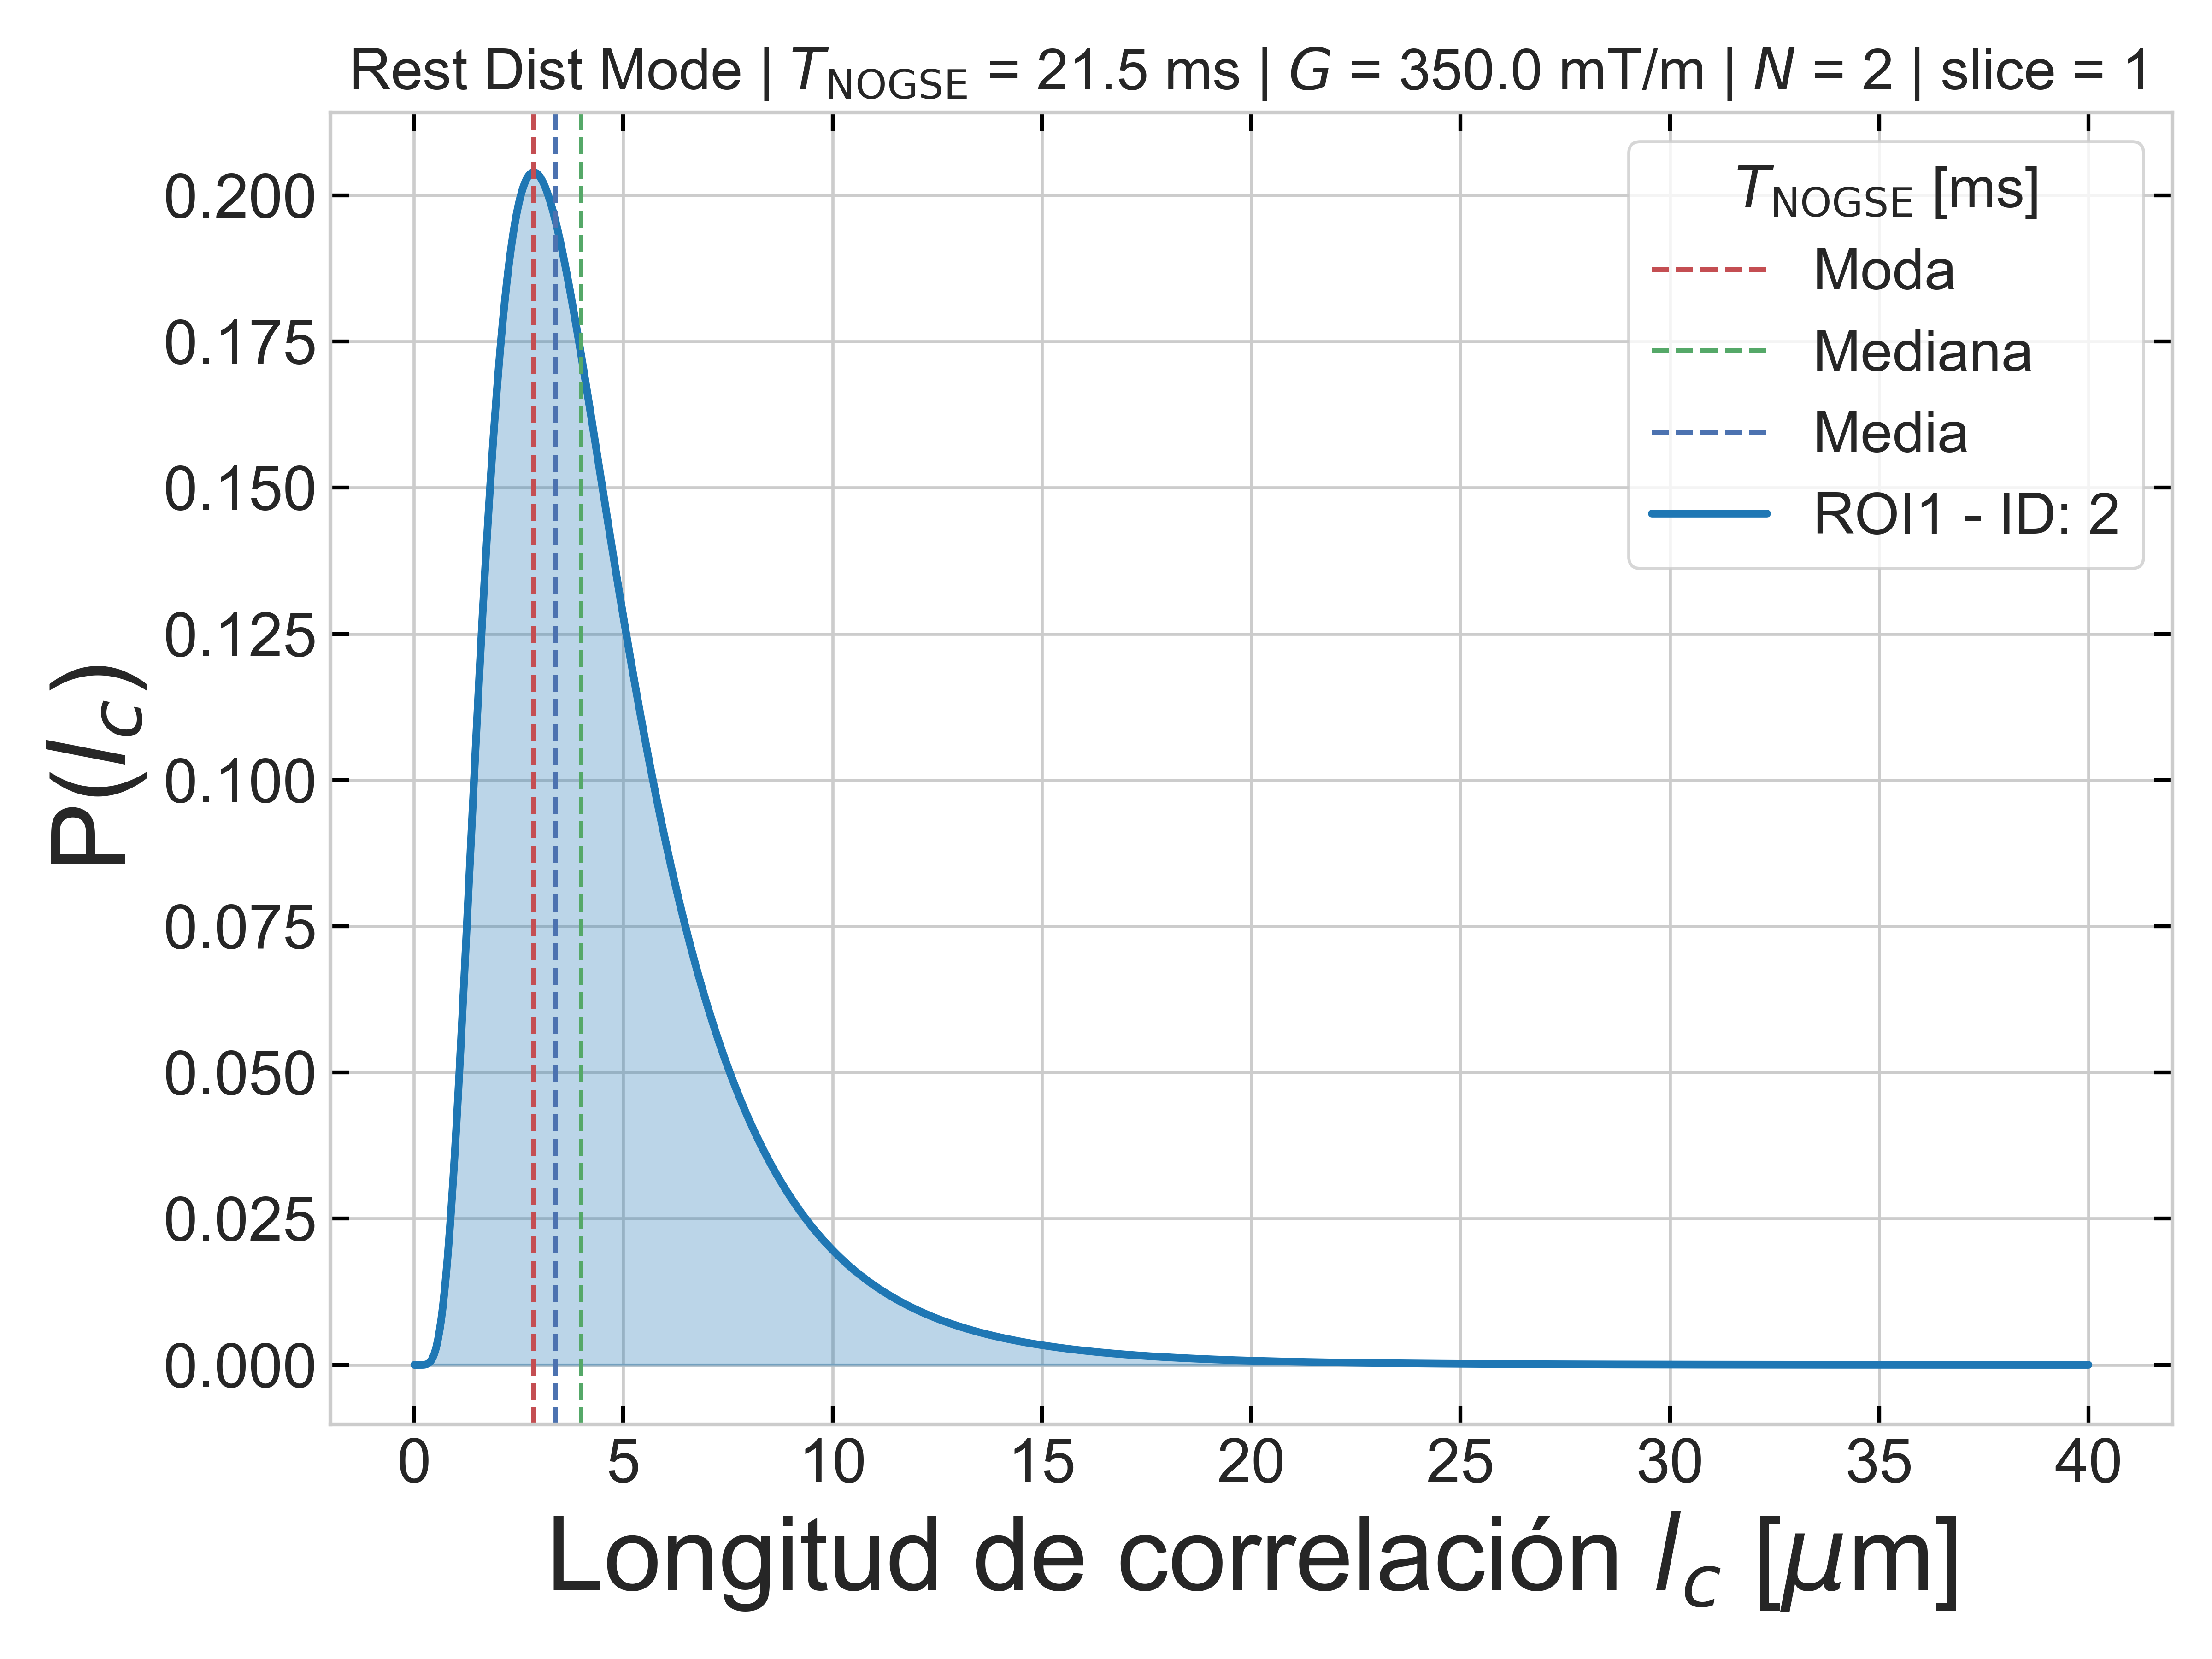 Rest Dist Mode | T_NOGSE = 21.5 ms | G = 350.0 mT/m | N = 2 | slice = 1
T_NOGSE [ms]
Moda
Mediana
Media
ROI1 - ID: 2
P(l_c)
0.200
0.175
0.150
0.125
0.100
0.075
0.050
0.025
0.000
0 5 10 15 20 25 30 35 40
Longitud de correlación l_c [μm]